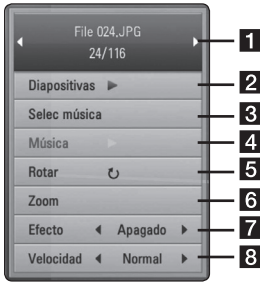 File 024.JPG
24/116
1
Diapositivas
2
Selec música
3
Música
4
Rotar
5
Zoom
6
Efecto Apagado
7
Velocidad Normal
8